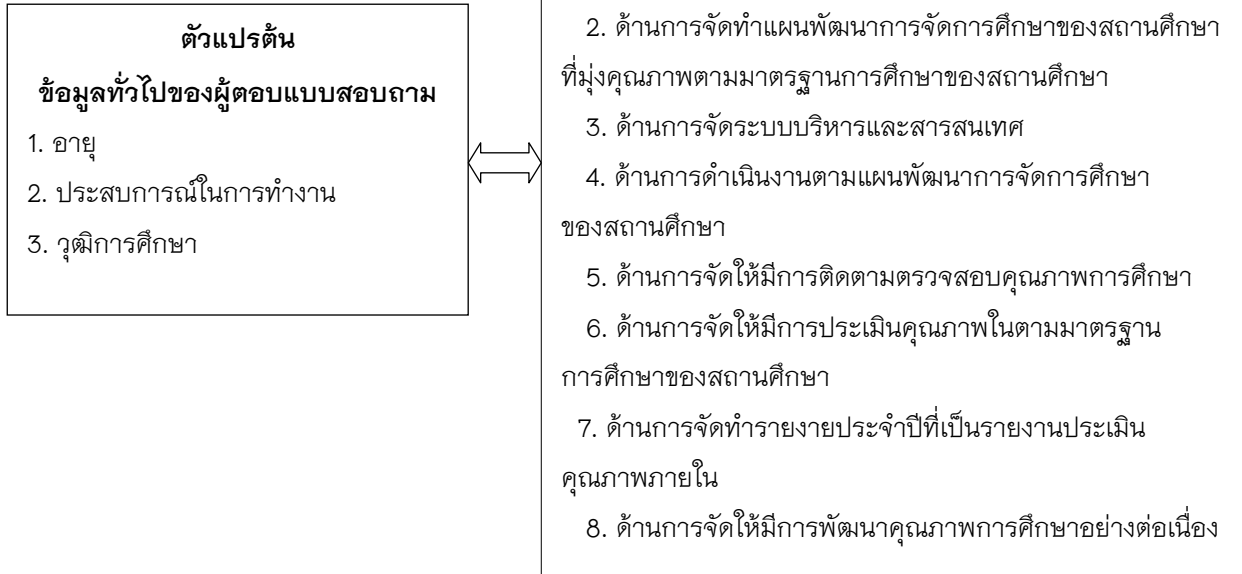 ตัวแปรต้น
ข้อมูลทั่วไปของผู้ตอบแบบสอบถาม
1. อายุ
2. ประสบการณ์ในการทำงาน
3. วุฒิการศึกษา
2. ด้านการจัดทำแผนพัฒนาการจัดการศึกษาของสถานศึกษา
ที่มุ่งคุณภาพตามมาตรฐานการศึกษาของสถานศึกษา
3. ด้านการจัดระบบบริหารและสารสนเทศ
4. ด้านการดำเนินงานตามแผนพัฒนาการจัดการศึกษา
ของสถานศึกษา
5. ด้านการจัดให้มีการติดตามตรวจสอบคุณภาพการศึกษา
6. ด้านการจัดให้มีการประเมินคุณภาพในตามมาตรฐาน
การศึกษาของสถานศึกษา
7. ด้านการจัดทำรายงายประจำปีที่เป็นรายงานประเมิน
คุณภาพภายใน
8. ด้านการจัดให้มีการพัฒนาคุณภาพการศึกษาอย่างต่อเนื่อง